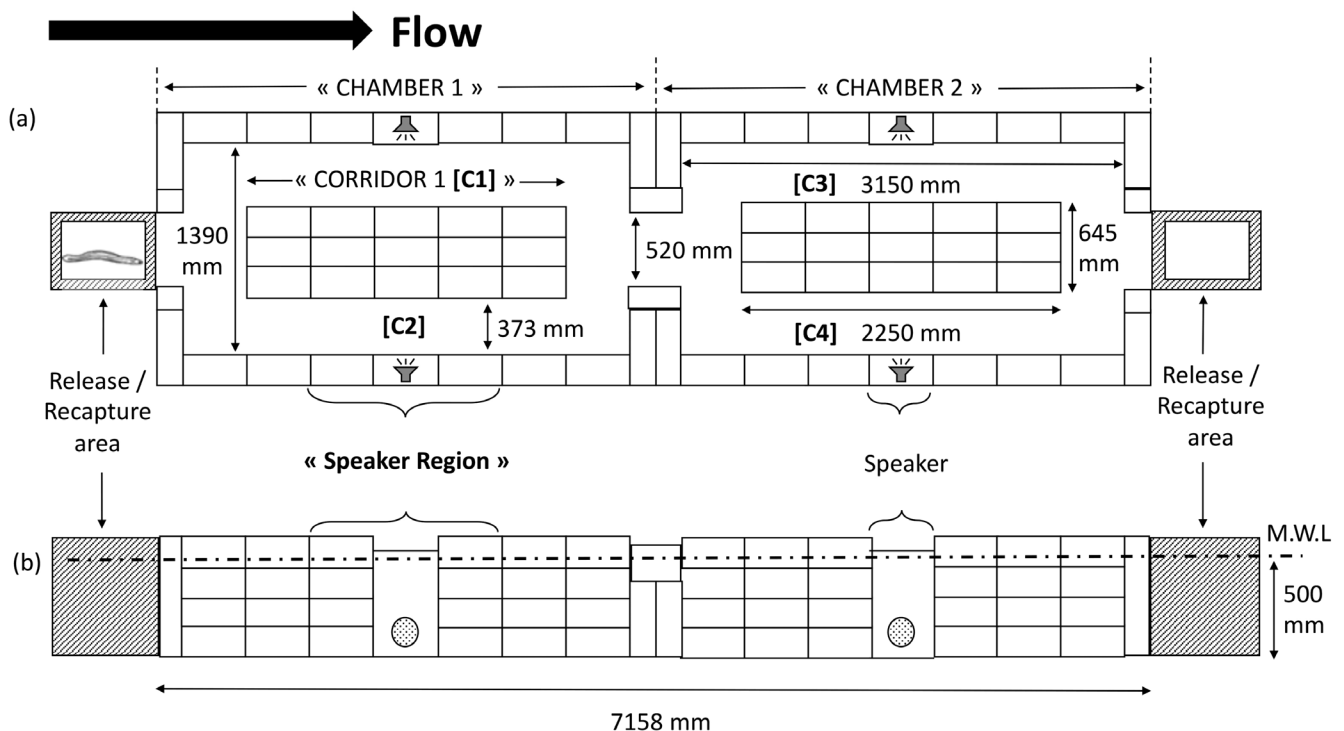 Flow
« CHAMBER 1 »
« CHAMBER 2 »
(a)
« CORRIDOR 1 [C1] »
[C3] 3150 mm
1390
mm
520 mm
645
mm
[C2]
373 mm
[C4] 2250 mm
Release /
Recapture
area
Release /
Recapture
area
« Speaker Region »
Speaker
M.W.L
(b)
500
mm
7158 mm